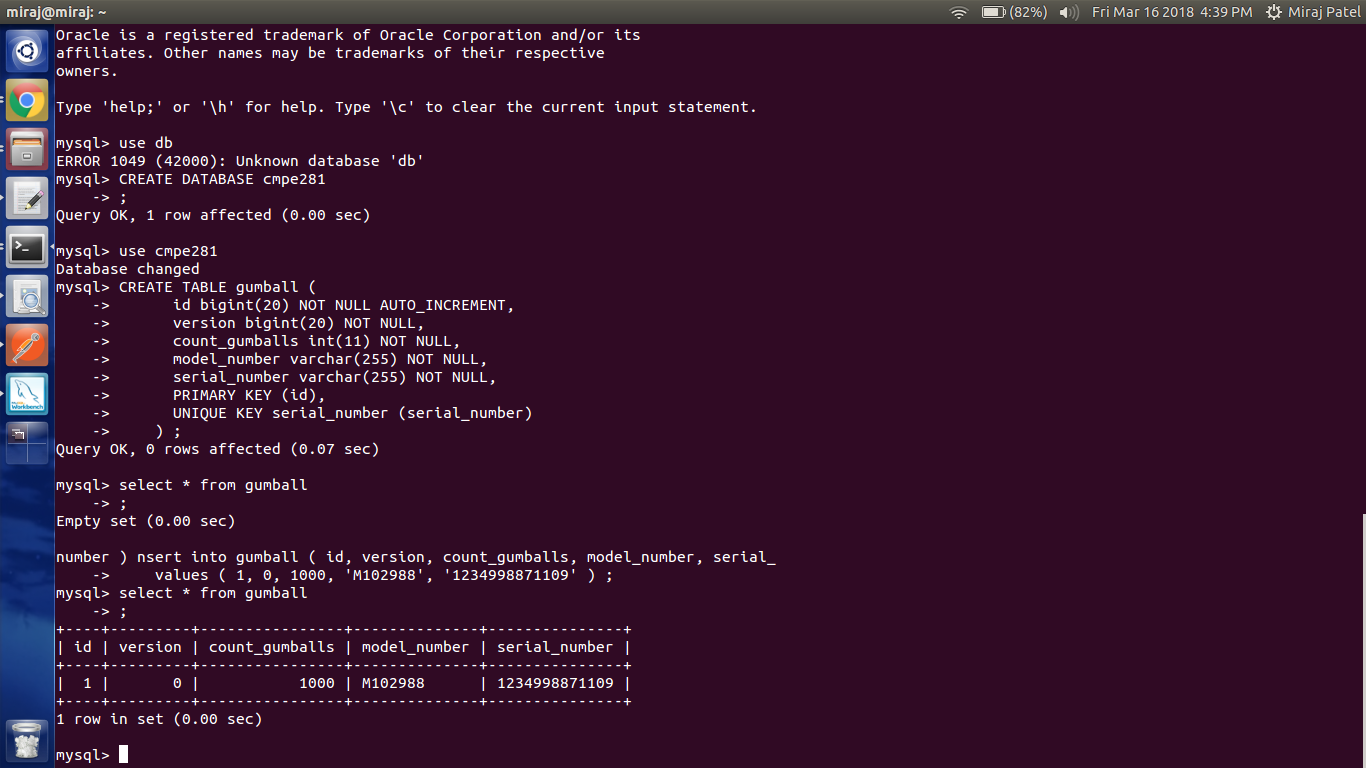 miraj@miraj: ~ (82%) Fri Mar 16 2018 4:39 PM Miraj Patel
Oracle is a registered trademark of Oracle Corporation and/or its
affiliates. Other names may be trademarks of their respective
owners.
Type 'help;' or '\h' for help. Type '\c' to clear the current input statement.
mysql> use db
ERROR 1049 (42000): Unknown database 'db'
mysql> CREATE DATABASE cmpe281
    -> ;
Query OK, 1 row affected (0.00 sec)
mysql> use cmpe281
Database changed
mysql> CREATE TABLE gumball (
    ->       id bigint(20) NOT NULL AUTO_INCREMENT,
    ->       version bigint(20) NOT NULL,
    ->       count_gumballs int(11) NOT NULL,
    ->       model_number varchar(255) NOT NULL,
    ->       serial_number varchar(255) NOT NULL,
    ->       PRIMARY KEY (id),
    ->       UNIQUE KEY serial_number (serial_number)
    ->     ) ;
Query OK, 0 rows affected (0.07 sec)
mysql> select * from gumball
    -> ;
Empty set (0.00 sec)
number ) nsert into gumball ( id, version, count_gumballs, model_number, serial_
    ->     values ( 1, 0, 1000, 'M102988', '1234998871109' ) ;
mysql> select * from gumball
    -> ;
+----+---------+----------------+--------------+---------------+
| id | version | count_gumballs | model_number | serial_number |
+----+---------+----------------+--------------+---------------+
|  1 |       0 |           1000 | M102988      | 1234998871109 |
+----+---------+----------------+--------------+---------------+
1 row in set (0.00 sec)
mysql>
Workbench